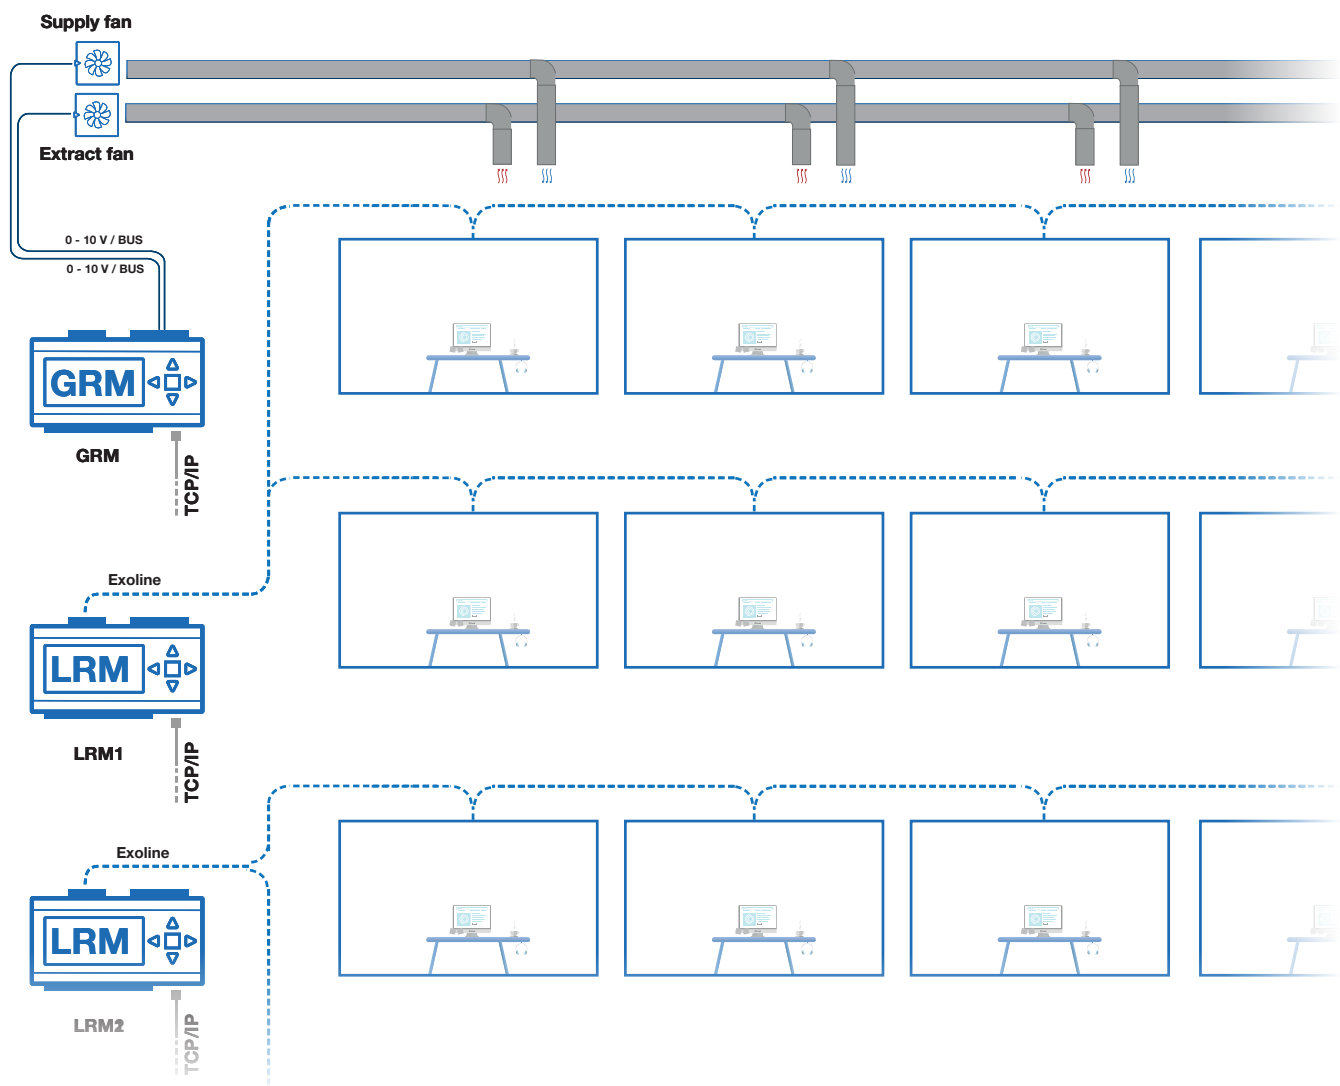 Supply fan
Extract fan
0 - 10 V / BUS
0 - 10 V / BUS
GRM
GRM
TCP/IP
Exoline
LRM
LRM1
TCP/IP
Exoline
LRM
LRM2
TCP/IP